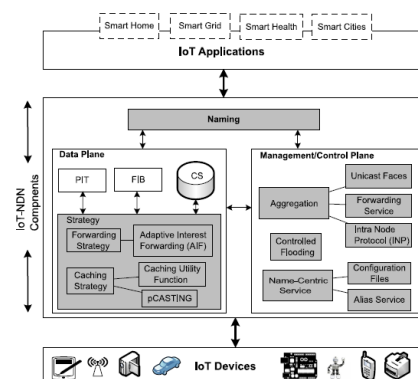 Smart Home
Smart Grid
Smart Health
Smart Cities
IoT Applications
IoT-NDN
Components
Naming
Data Plane
PIT
FIB
CS
Strategy
Forwarding
Strategy
Adaptive Interest
Forwarding (AIF)
Caching
Strategy
Caching Utility
Function
pCASTING
Management/Control Plane
Aggregation
Unicast Faces
Forwarding
Service
Intra Node
Protocol (INP)
Controlled
Flooding
Name-Centric
Service
Configuration
Files
Alias Service
IoT Devices